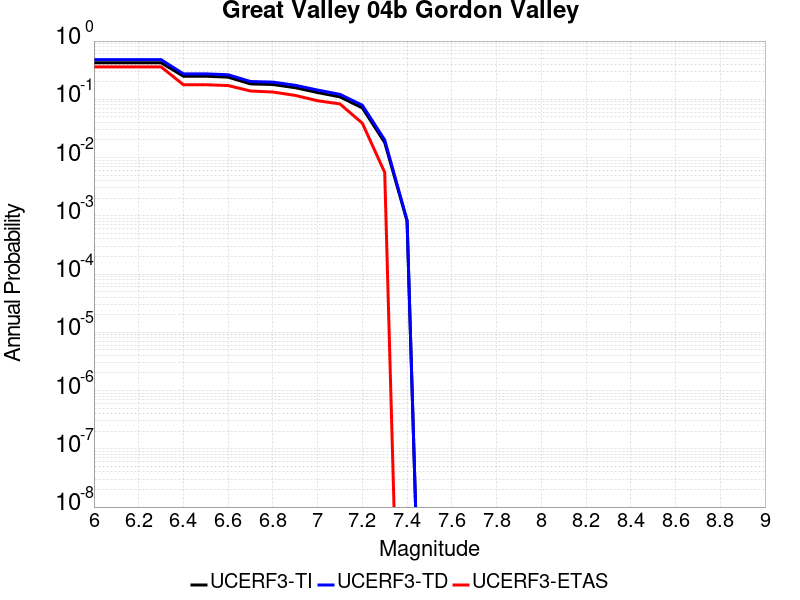 Great Valley 04b Gordon Valley
Annual Probability
10^0
10^-1
10^-2
10^-3
10^-4
10^-5
10^-6
10^-7
10^-8
6 6.2 6.4 6.6 6.8 7 7.2 7.4 7.6 7.8 8 8.2 8.4 8.6 8.8 9
Magnitude
UCERF3-TI UCERF3-TD UCERF3-ETAS